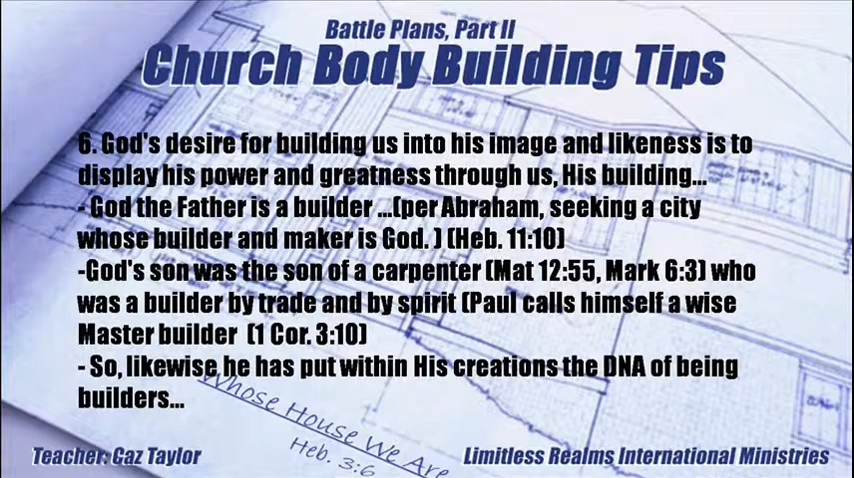 Battle Plans, Part II
Church Body Building Tips
6. God's desire for building us into his image and likeness is to
display his power and greatness through us, His building...
- God the Father is a builder ...(per Abraham, seeking a city
whose builder and maker is God. ) (Heb. 11:10)
-God's son was the son of a carpenter (Mat 12:55, Mark 6:3) who
was a builder by trade and by spirit (Paul calls himself a wise
Master builder (1 Cor. 3:10)
- So, likewise he has put within His creations the DNA of being
builders...
Whose House We Are
Heb. 3:6
Teacher: Caz Taylor
Limitless Realms International Ministries